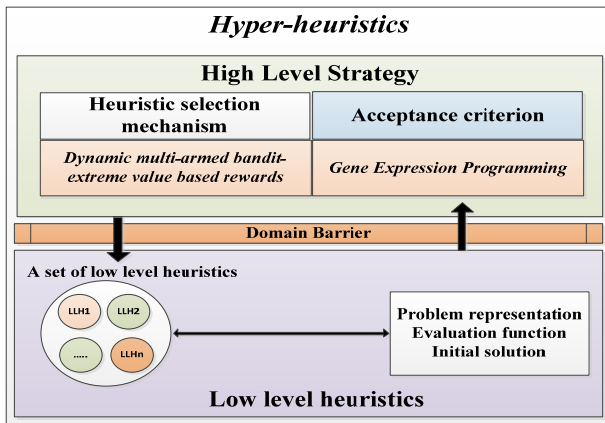 Hyper-heuristics
High Level Strategy
Heuristic selection
mechanism
Acceptance criterion
Dynamic multi-armed bandit-
extreme value based rewards
Gene Expression Programming
Domain Barrier
A set of low level heuristics
LLH1
LLH2
.....
LLHn
Problem representation
Evaluation function
Initial solution
Low level heuristics